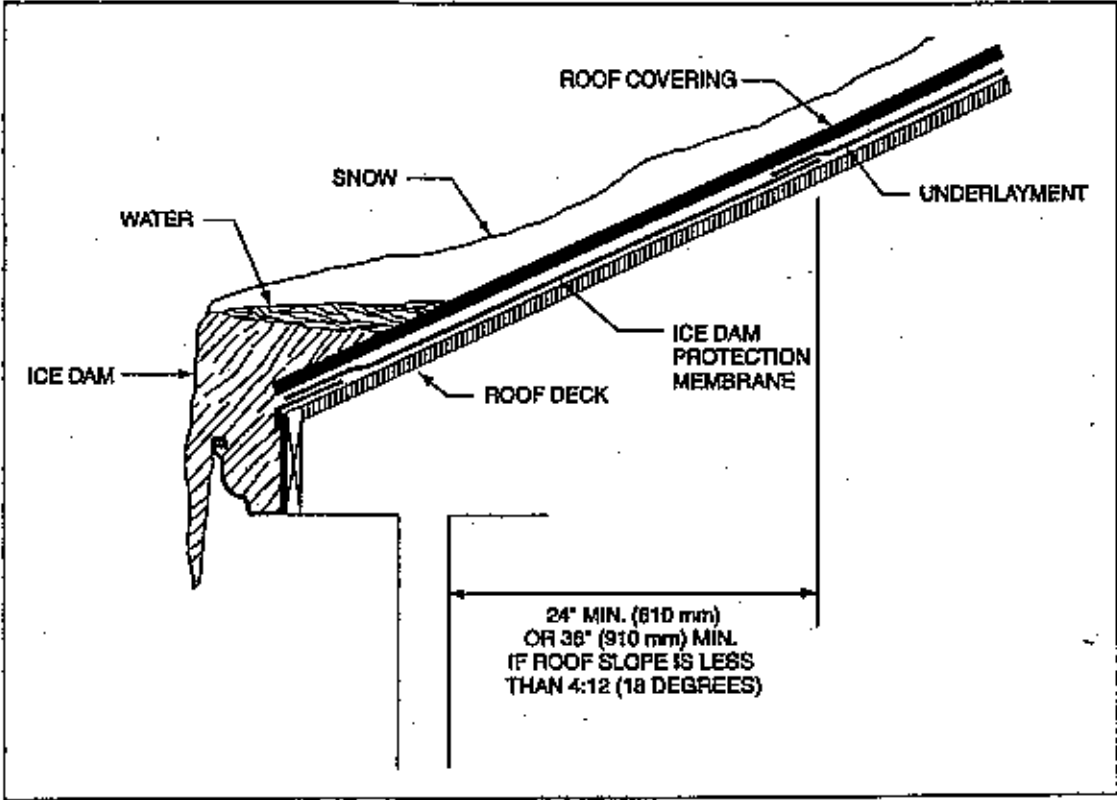 ROOF COVERING
SNOW
UNDERLAYMENT
WATER
ICE DAM
PROTECTION
MEMBRANE
ICE DAM
ROOF DECK
24" MIN. (610 mm)
OR 36" (910 mm) MIN.
IF ROOF SLOPE IS LESS
THAN 4:12 (18 DEGREES)